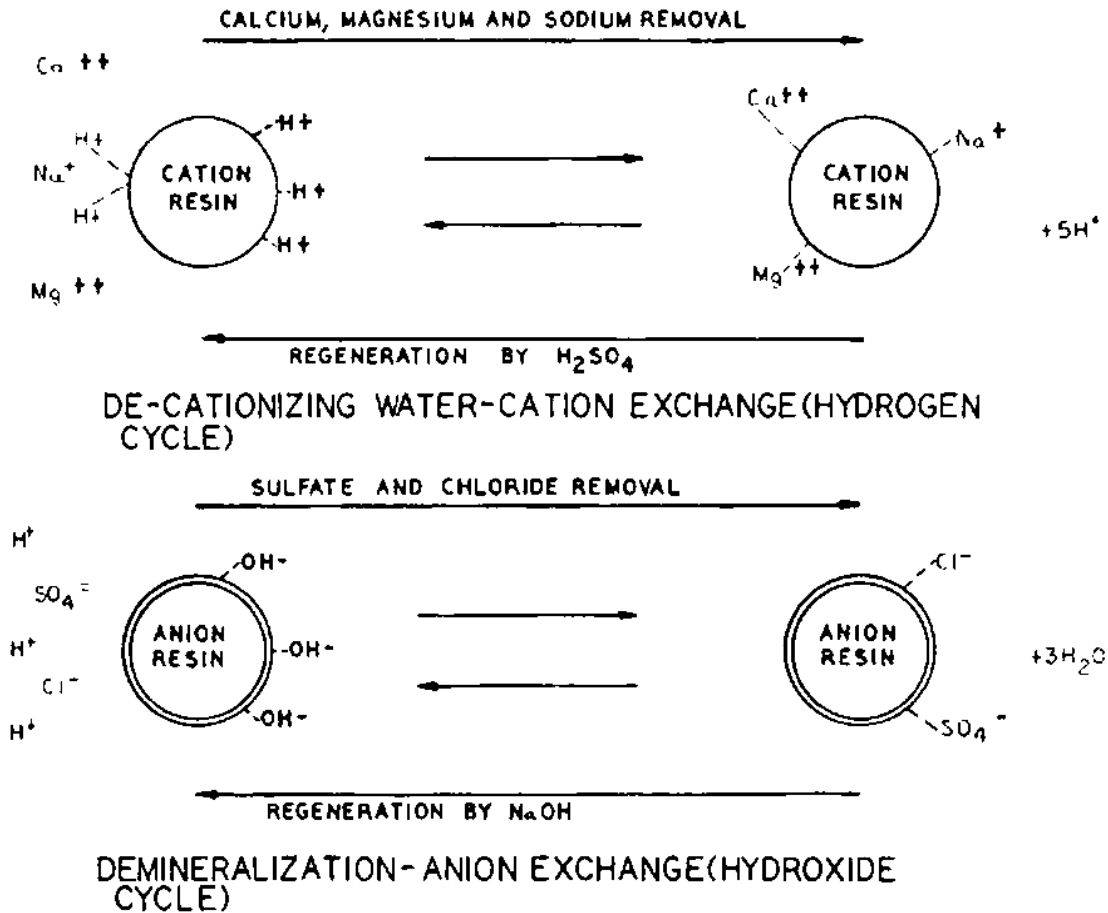 CALCIUM, MAGNESIUM AND SODIUM REMOVAL
Ca ++
H+
Na+
H+
Mg ++
CATION
RESIN
H+
H+
H+
Ca++
Na +
CATION
RESIN
Mg ++
+5H+
REGENERATION BY H2SO4
DE-CATIONIZING WATER-CATION EXCHANGE(HYDROGEN
CYCLE)
SULFATE AND CHLORIDE REMOVAL
H+
SO4=
H+
Cl-
H+
ANION
RESIN
OH-
OH-
OH-
Cl-
ANION
RESIN
SO4-
+3H2O
REGENERATION BY NaOH
DEMINERALIZATION-ANION EXCHANGE(HYDROXIDE
CYCLE)